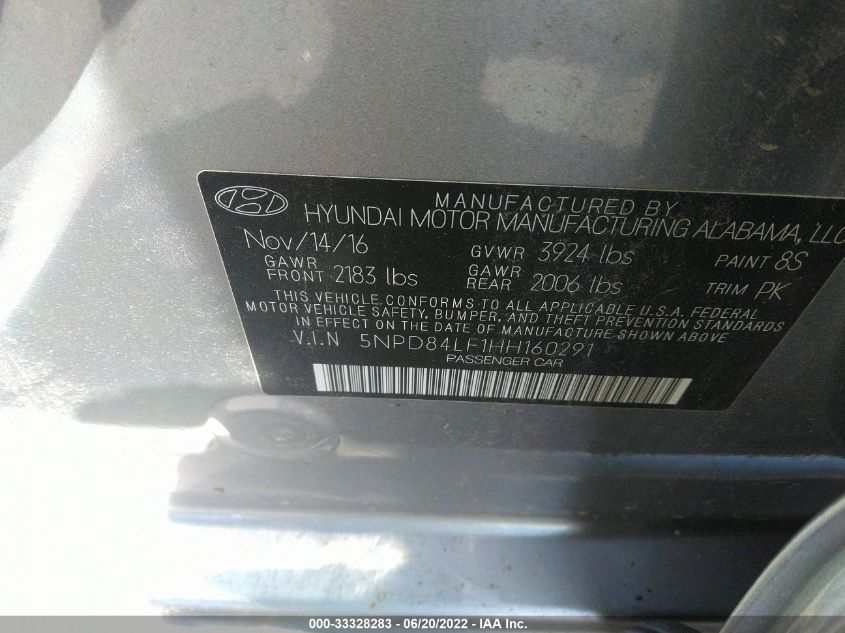 MANUFACTURED BY
HYUNDAI MOTOR MANUFACTURING ALABAMA, LLC
Nov/14/16 GVWR 3924 lbs PAINT 8S
GAWR FRONT 2183 lbs GAWR REAR 2006 lbs TRIM PK
THIS VEHICLE CONFORMS TO ALL APPLICABLE U.S.A. FEDERAL
MOTOR VEHICLE SAFETY, BUMPER, AND THEFT PREVENTION STANDARDS
IN EFFECT ON THE DATE OF MANUFACTURE SHOWN ABOVE
V.I.N 5NPD84LF1HH160291
PASSENGER CAR
000-33328283 - 06/20/2022 - IAA Inc.